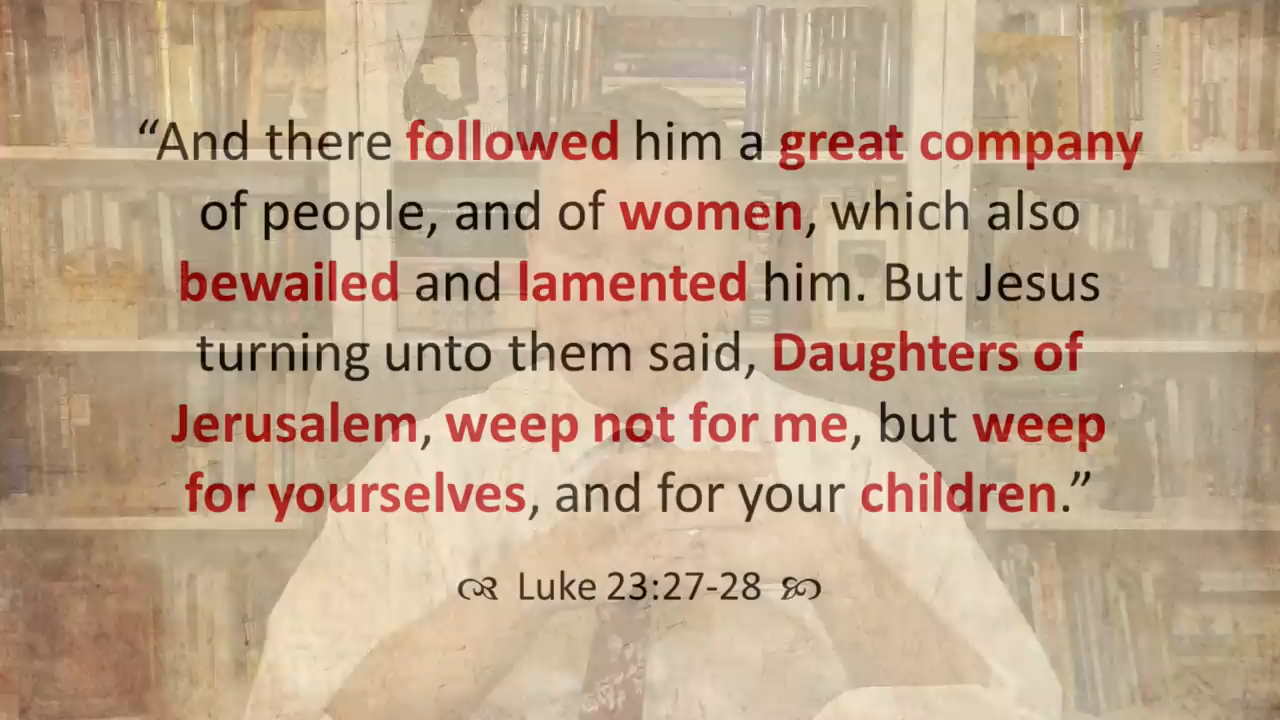 “And there followed him a great company
of people, and of women, which also
bewailed and lamented him. But Jesus
turning unto them said, Daughters of
Jerusalem, weep not for me, but weep
for yourselves, and for your children.”
Luke 23:27-28